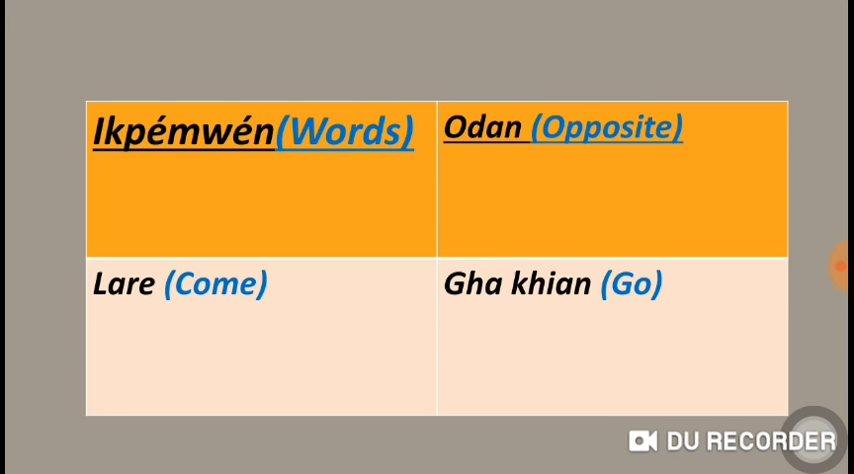 Ikpémwén(Words)
Odan (Opposite)
Lare (Come)
Gha khian (Go)
DU RECORDER